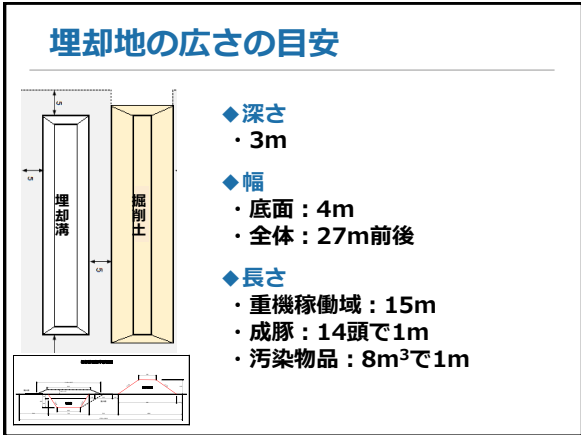 埋却地の広さの目安
5
5
埋却溝
掘削土
5
◆深さ
・3m
◆幅
・底面：4m
・全体：27m前後
◆長さ
・重機稼働域：15m
・成豚：14頭で1m
・汚染物品：8m³で1m